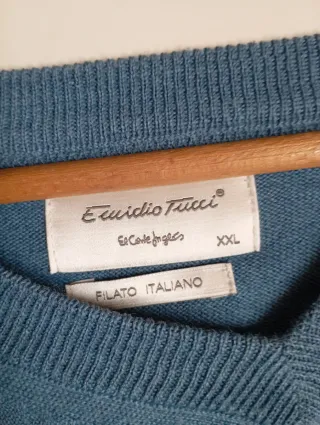 Emidio Tucci®
El Corte Inglés
XXL
FILATO ITALIANO